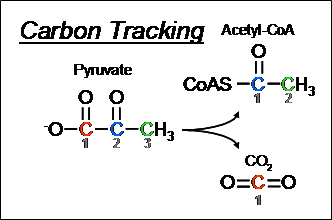 Carbon Tracking
Acetyl-CoA
O
CoAS C CH3
1 2
Pyruvate
O O
-O C C CH3
1 2 3
CO2
O=C=O
1